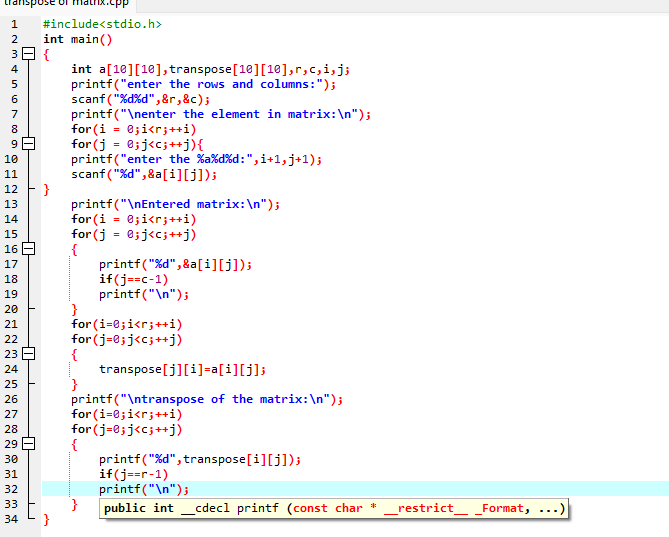 transpose of matrix.cpp
1 #include<stdio.h>
2 int main()
3 {
4 int a[10][10],transpose[10][10],r,c,i,j;
5 printf("enter the rows and columns:");
6 scanf("%d%d",&r,&c);
7 printf("\nenter the element in matrix:\n");
8 for(i = 0;i<r;++i)
9 for(j = 0;j<c;++j){
10 printf("enter the %a%d%d:",i+1,j+1);
11 scanf("%d",&a[i][j]);
12 }
13 printf("\nEntered matrix:\n");
14 for(i = 0;i<r;++i)
15 for(j = 0;j<c;++j)
16 {
17 printf("%d",&a[i][j]);
18 if(j==c-1)
19 printf("\n");
20 }
21 for(i=0;i<r;++i)
22 for(j=0;j<c;++j)
23 {
24 transpose[j][i]=a[i][j];
25 }
26 printf("\ntranspose of the matrix:\n");
27 for(i=0;i<r;++i)
28 for(j=0;j<c;++j)
29 {
30 printf("%d",transpose[i][j]);
31 if(j==r-1)
32 printf("\n");
33 }
public int __cdecl printf (const char * __restrict__ _Format, ...)
34 }